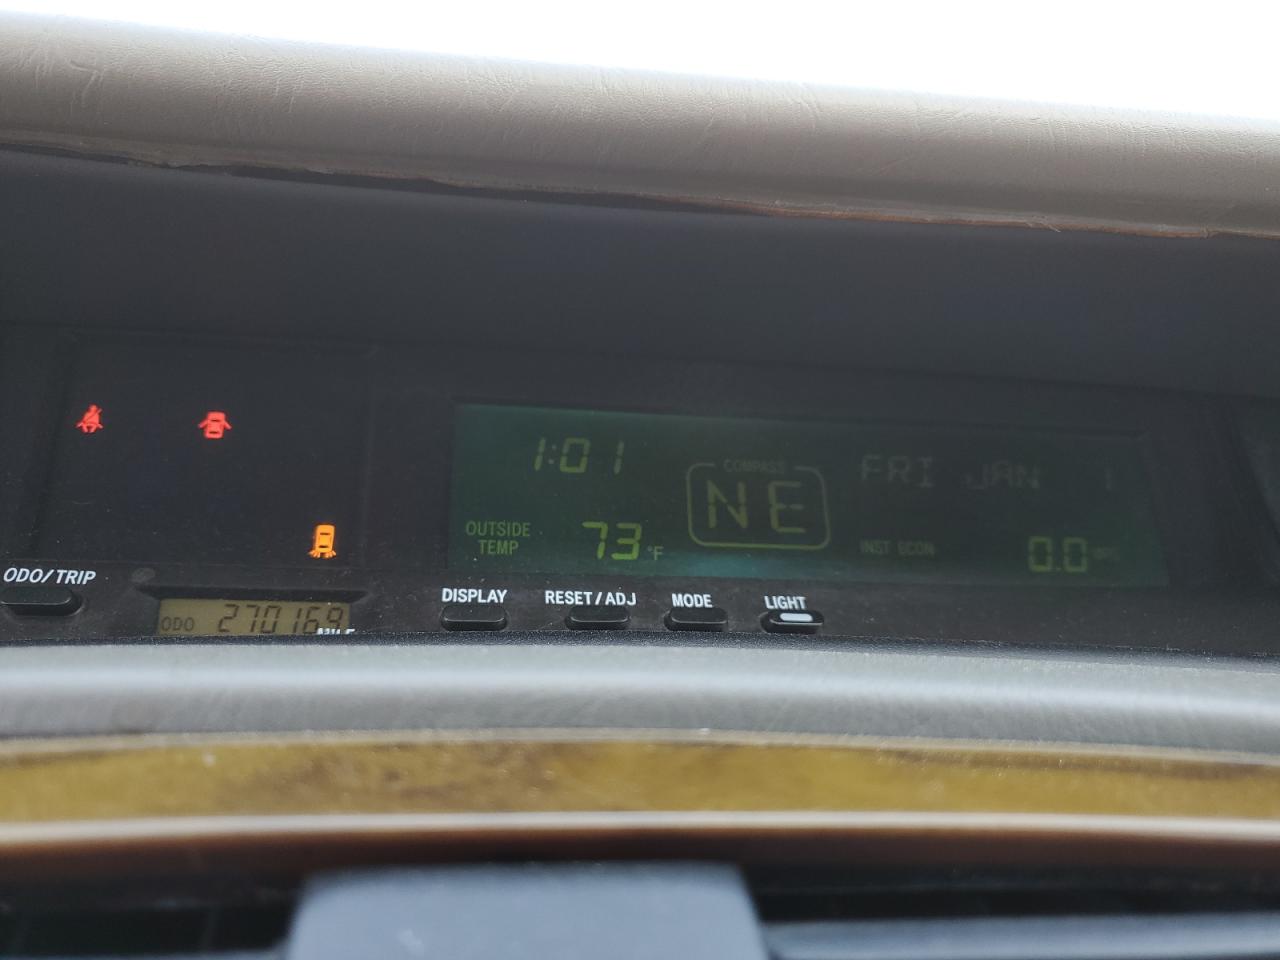 1:01
COMPASS
NE
FRI JAN 1
OUTSIDE
TEMP
73 °F
INST ECON
0.0
ODO/TRIP
ODO 270169
MILE
DISPLAY
RESET/ADJ
MODE
LIGHT